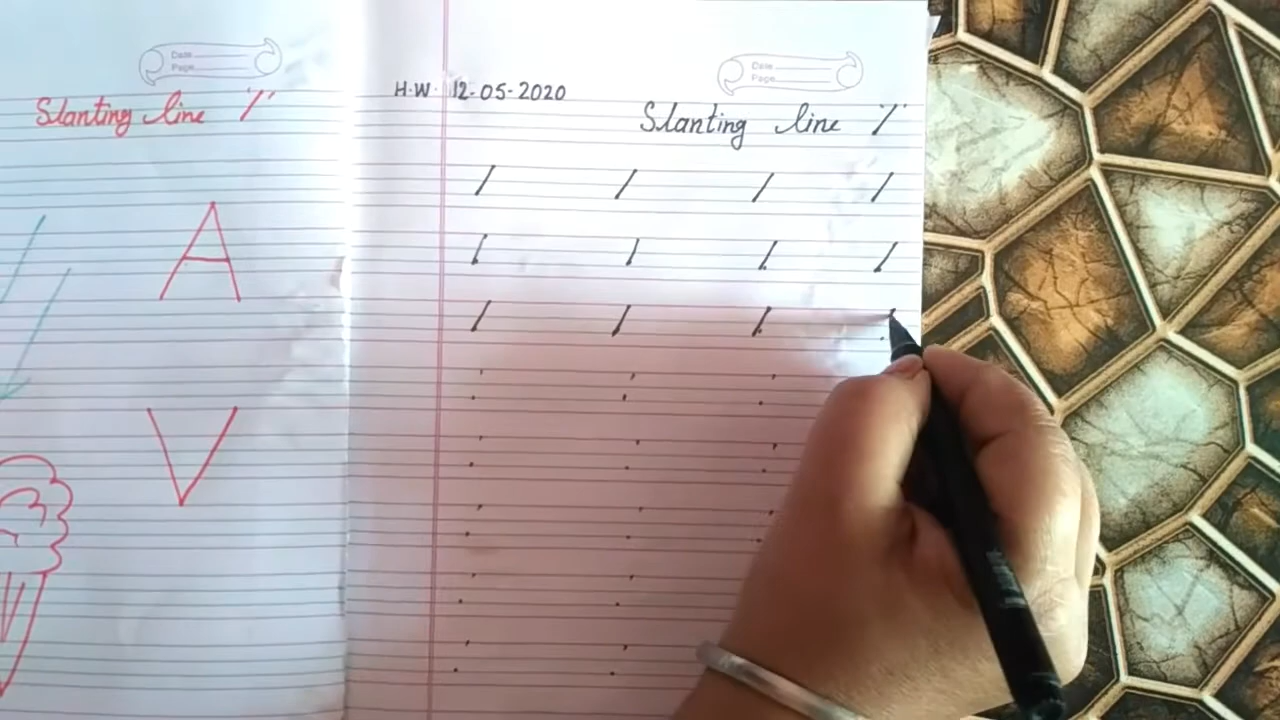 Date
Page
Slanting line "/"
A
V
Date
Page
H.W. 12-05-2020
Slanting line "/"
/ / / /
/ / / /
/ / /